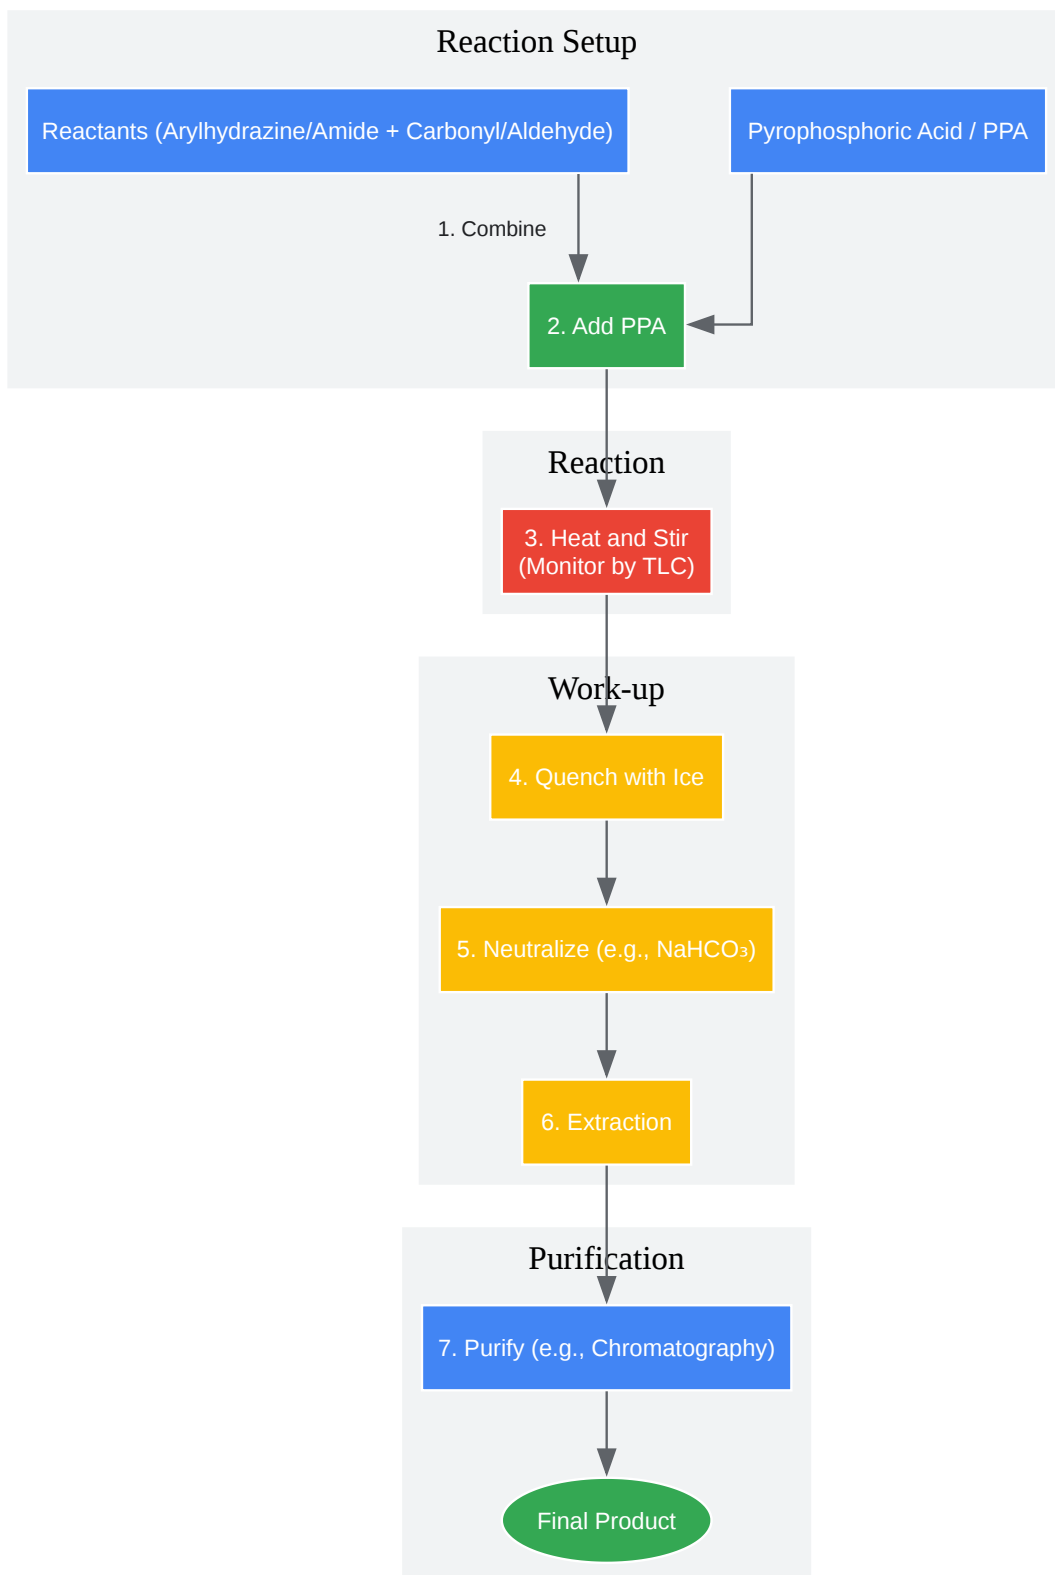 Reaction Setup
Reactants (Arylhydrazine/Amide + Carbonyl/Aldehyde)
Pyrophosphoric Acid / PPA
1. Combine
2. Add PPA
Reaction
3. Heat and Stir
(Monitor by TLC)
Work-up
4. Quench with Ice
5. Neutralize (e.g., NaHCO₃)
6. Extraction
Purification
7. Purify (e.g., Chromatography)
Final Product